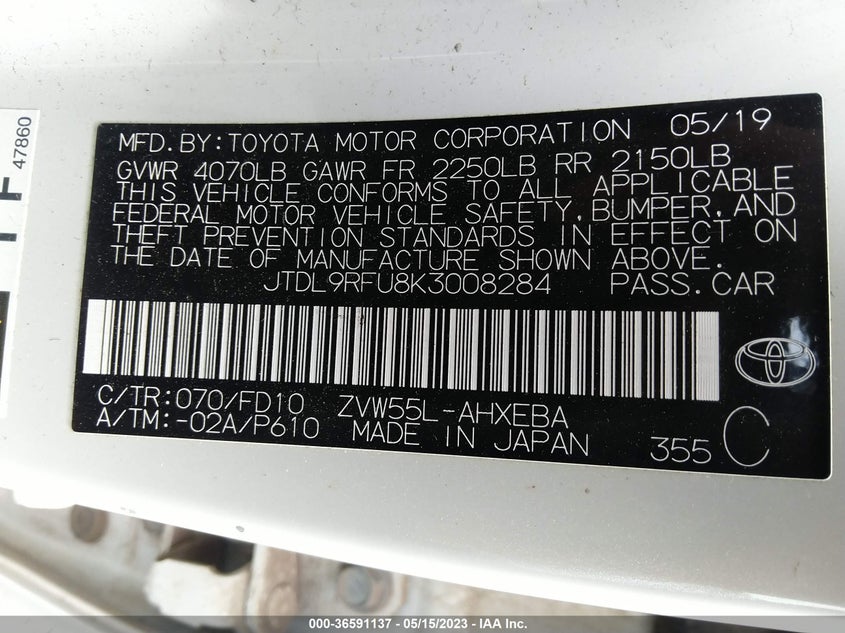 MFD.BY:TOYOTA MOTOR CORPORATION 05/19
GVWR 4070LB GAWR FR 2250LB RR 2150LB
THIS VEHICLE CONFORMS TO ALL APPLICABLE
FEDERAL MOTOR VEHICLE SAFETY,BUMPER,AND
THEFT PREVENTION STANDARDS IN EFFECT ON
THE DATE OF MANUFACTURE SHOWN ABOVE.
JTDL9RFU8K3008284 PASS.CAR
C/TR:070/FD10 ZVW55L-AHXEBA
A/TM:-02A/P610 MADE IN JAPAN 355 C
47860
000-36591137 - 05/15/2023 - IAA Inc.